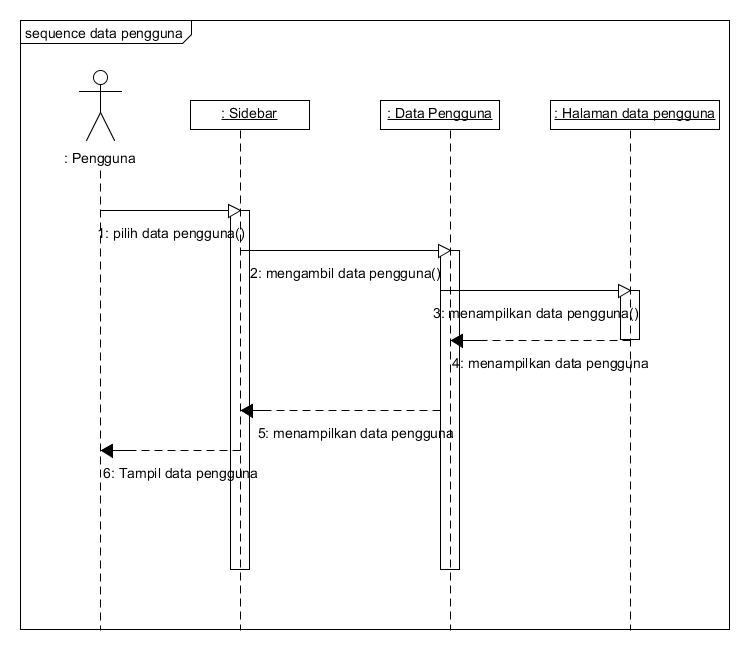 sequence data pengguna
: Pengguna
: Sidebar
: Data Pengguna
: Halaman data pengguna
1: pilih data pengguna()
2: mengambil data pengguna()
3: menampilkan data pengguna()
4: menampilkan data pengguna
5: menampilkan data pengguna
6: Tampil data pengguna